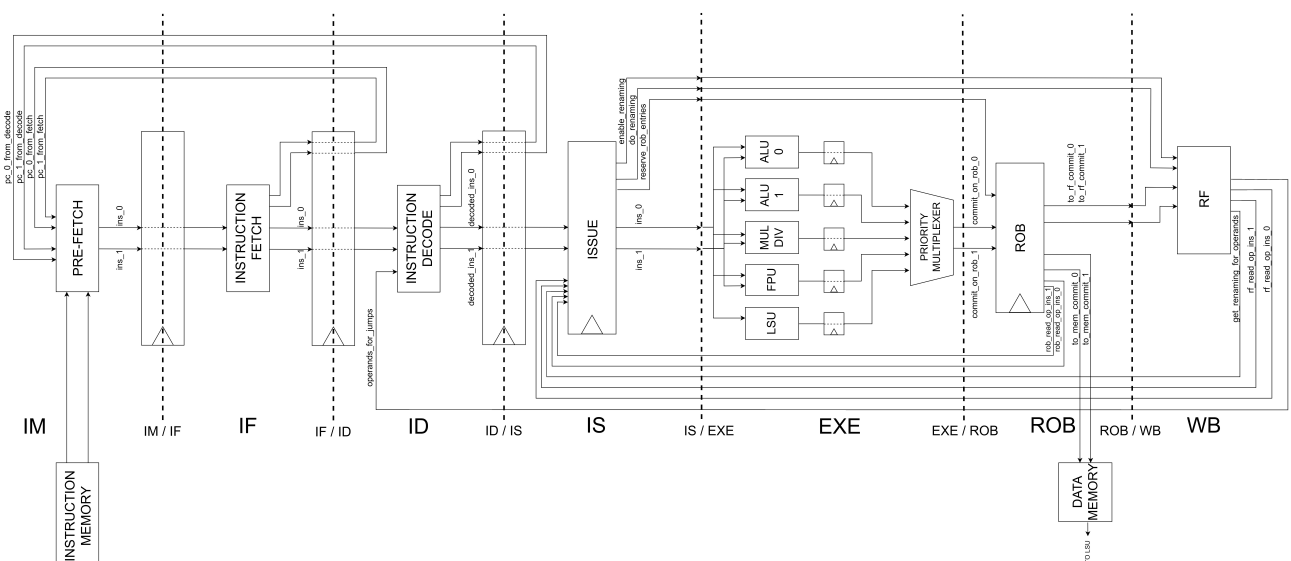 pc_0_from_decode
pc_1_from_decode
pc_0_from_fetch
pc_1_from_fetch
PRE-FETCH
ins_0
ins_1
INSTRUCTION
FETCH
ins_0
ins_1
operands_for_jumps
INSTRUCTION
DECODE
decoded_ins_0
decoded_ins_1
ISSUE
enable_renaming
do_renaming
reserve_rob_entries
ins_0
ins_1
ALU
0
ALU
1
MUL
DIV
FPU
LSU
PRIORITY
MULTIPLEXER
commit_on_rob_0
commit_on_rob_1
ROB
to_rf_commit_0
to_rf_commit_1
rob_read_op_ins_1
rob_read_op_ins_0
to_mem_commit_0
to_mem_commit_1
RF
get_renaming_for_operands
rf_read_op_ins_1
rf_read_op_ins_0
IM
IM / IF
IF
IF / ID
ID
ID / IS
IS
IS / EXE
EXE
EXE / ROB
ROB
ROB / WB
WB
INSTRUCTION
MEMORY
DATA
MEMORY
TO LSU